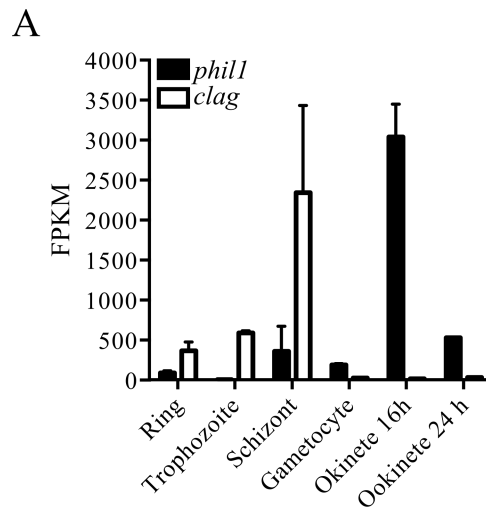 A
phil1
clag
FPKM
4000
3500
3000
2500
2000
1500
1000
500
0
Ring
Trophozoite
Schizont
Gametocyte
Okinete 16h
Ookinete 24 h